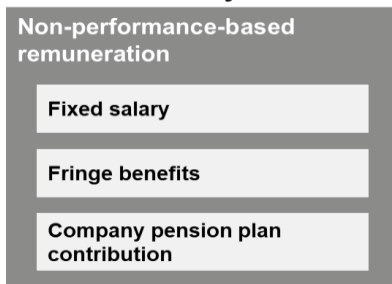 Non-performance-based
remuneration
Fixed salary
Fringe benefits
Company pension plan
contribution